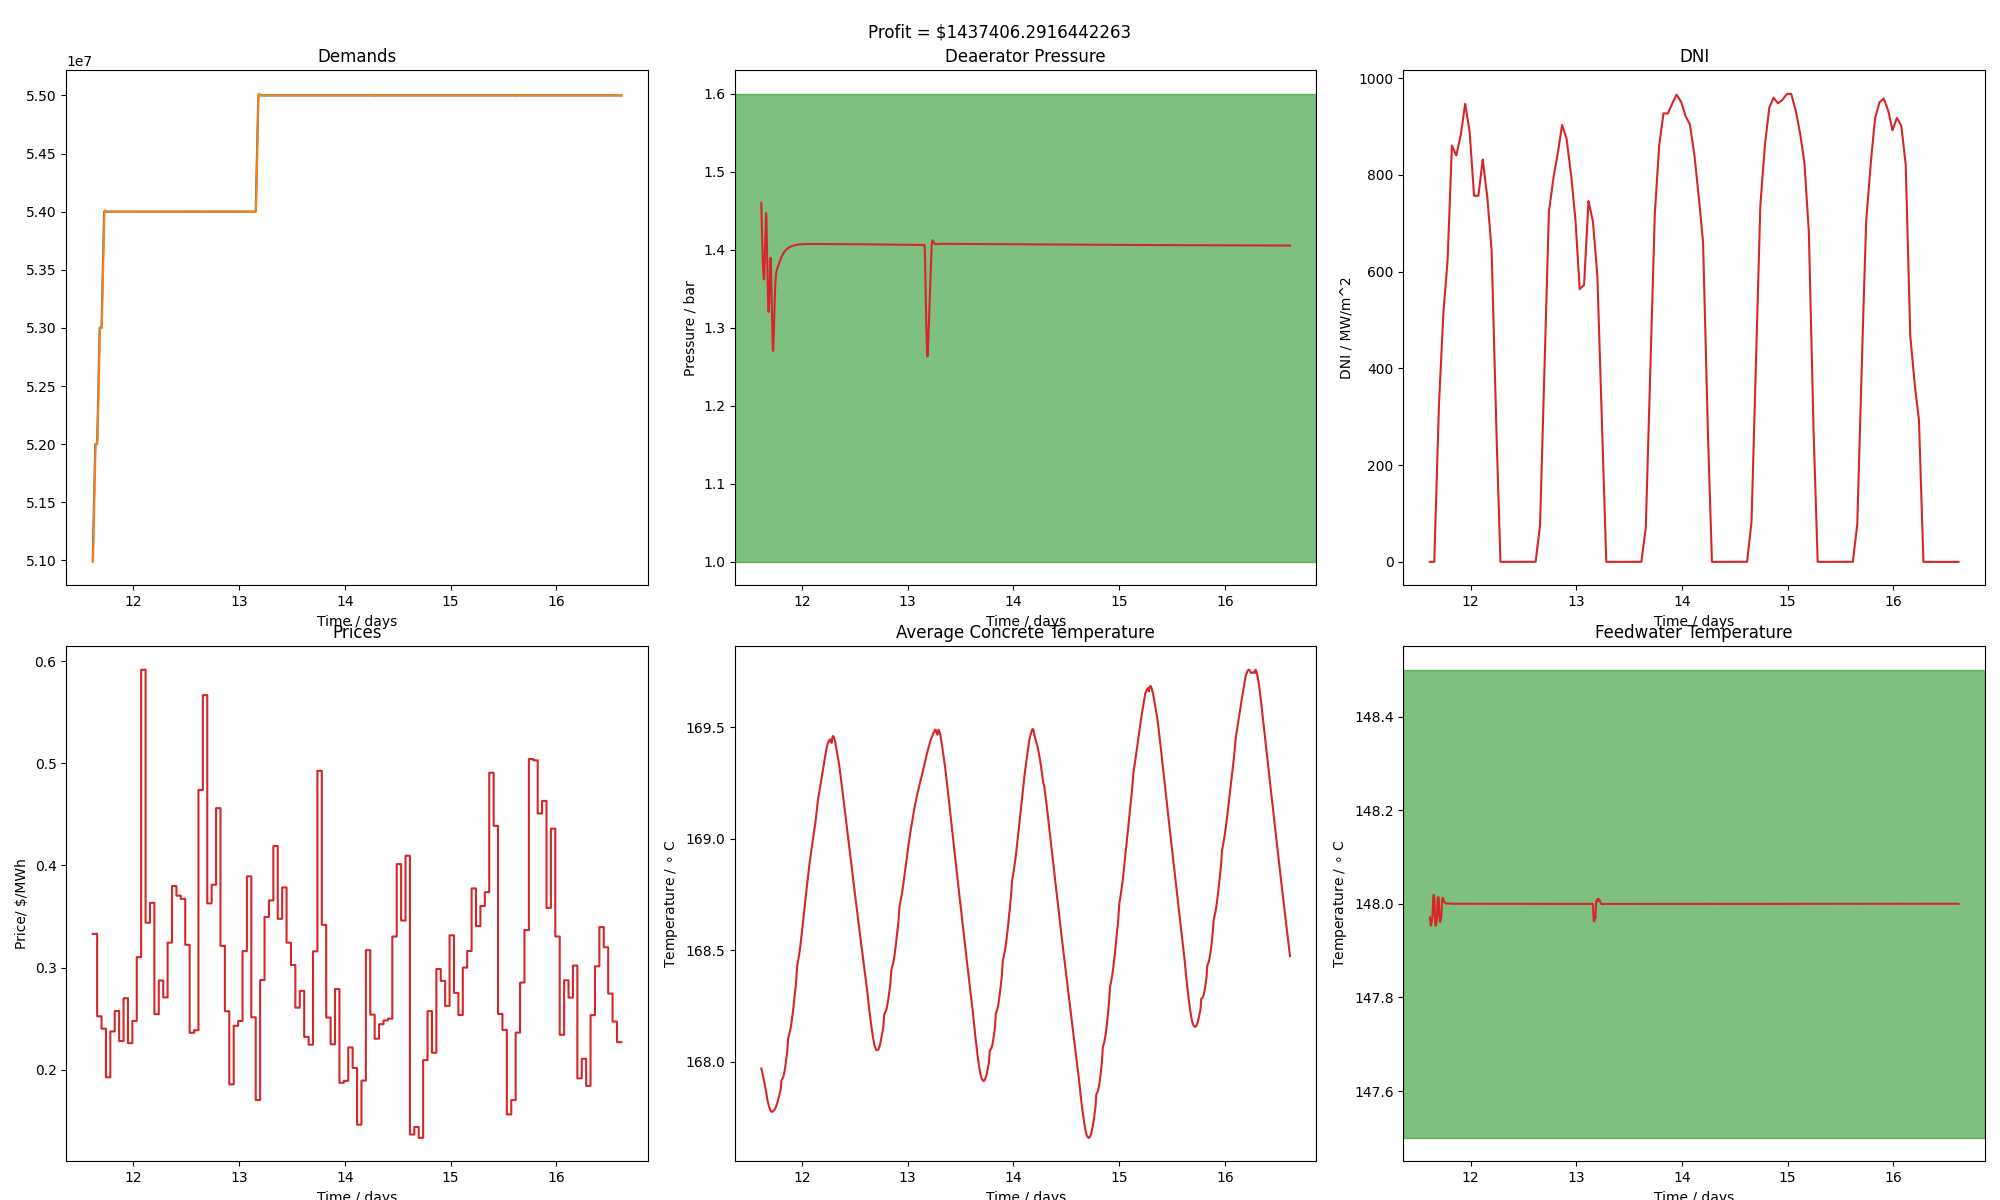 Profit = $1437406.2916442263
Demands
1e7
5.50
5.45
5.40
5.35
5.30
5.25
5.20
5.15
5.10
12 13 14 15 16
Time / days
Deaerator Pressure
Pressure / bar
1.6
1.5
1.4
1.3
1.2
1.1
1.0
12 13 14 15 16
Time / days
DNI
DNI / MW/m^2
1000
800
600
400
200
0
12 13 14 15 16
Time / days
Prices
Price/ $/MWh
0.6
0.5
0.4
0.3
0.2
12 13 14 15 16
Time / days
Average Concrete Temperature
Temperature / ∘ C
169.5
169.0
168.5
168.0
12 13 14 15 16
Time / days
Feedwater Temperature
Temperature / ∘ C
148.4
148.2
148.0
147.8
147.6
12 13 14 15 16
Time / days